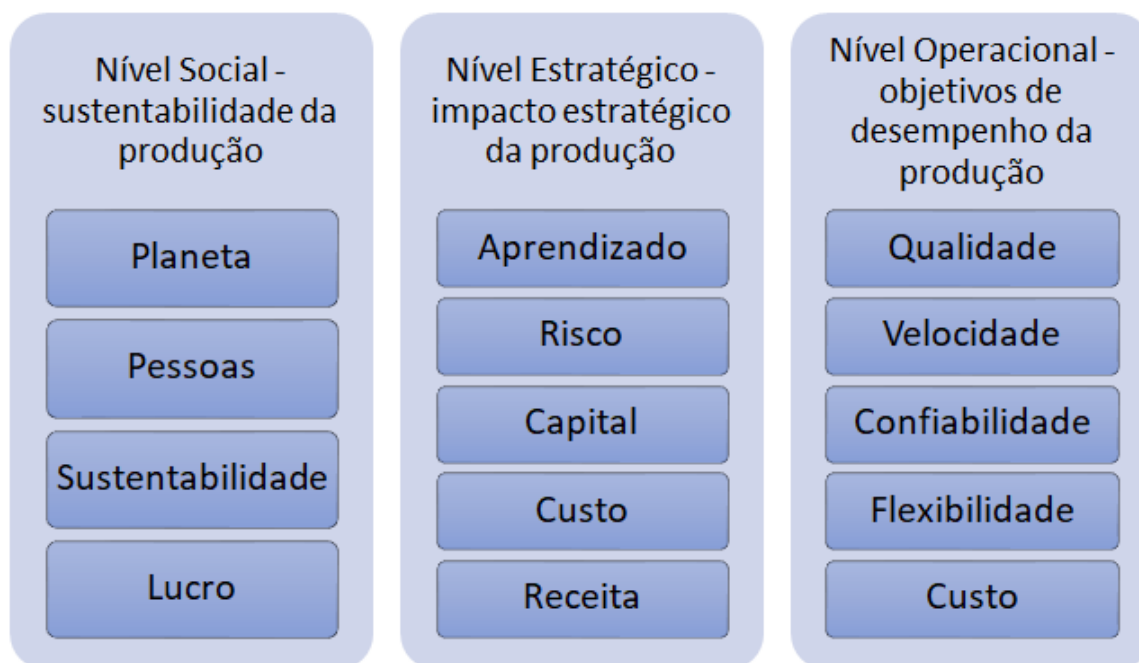 Nível Social -
sustentabilidade da
produção
Planeta
Pessoas
Sustentabilidade
Lucro
Nível Estratégico -
impacto estratégico
da produção
Aprendizado
Risco
Capital
Custo
Receita
Nível Operacional -
objetivos de
desempenho da
produção
Qualidade
Velocidade
Confiabilidade
Flexibilidade
Custo